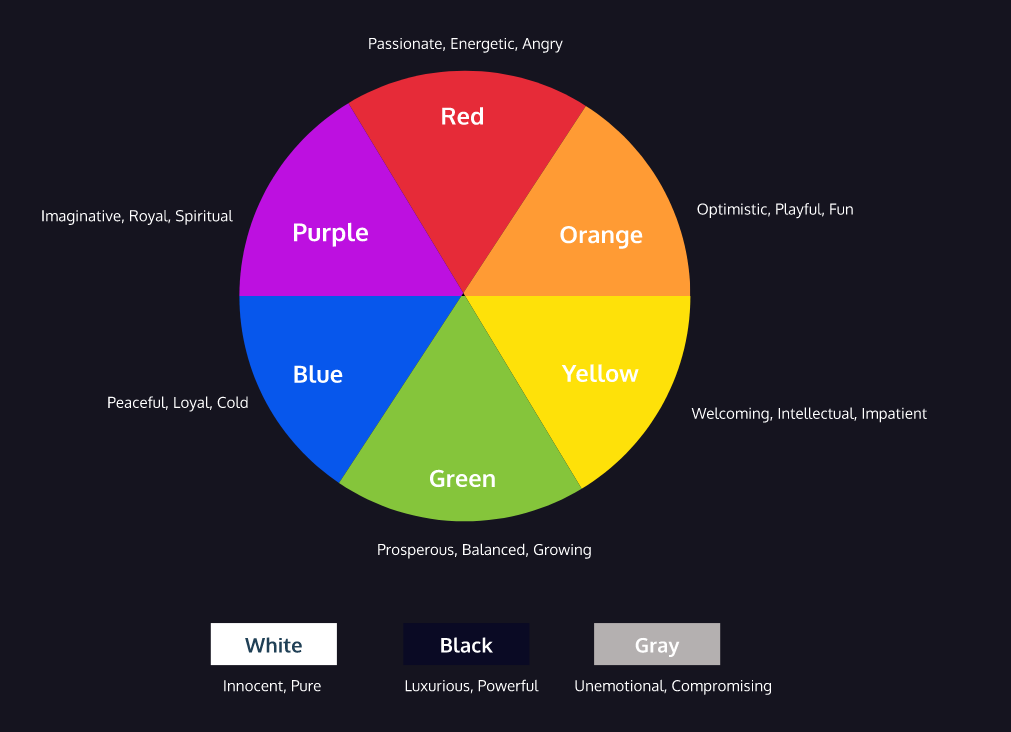 Passionate, Energetic, Angry
Red
Optimistic, Playful, Fun
Imaginative, Royal, Spiritual
Purple
Orange
Blue
Yellow
Peaceful, Loyal, Cold
Welcoming, Intellectual, Impatient
Green
Prosperous, Balanced, Growing
White
Black
Gray
Innocent, Pure
Luxurious, Powerful
Unemotional, Compromising